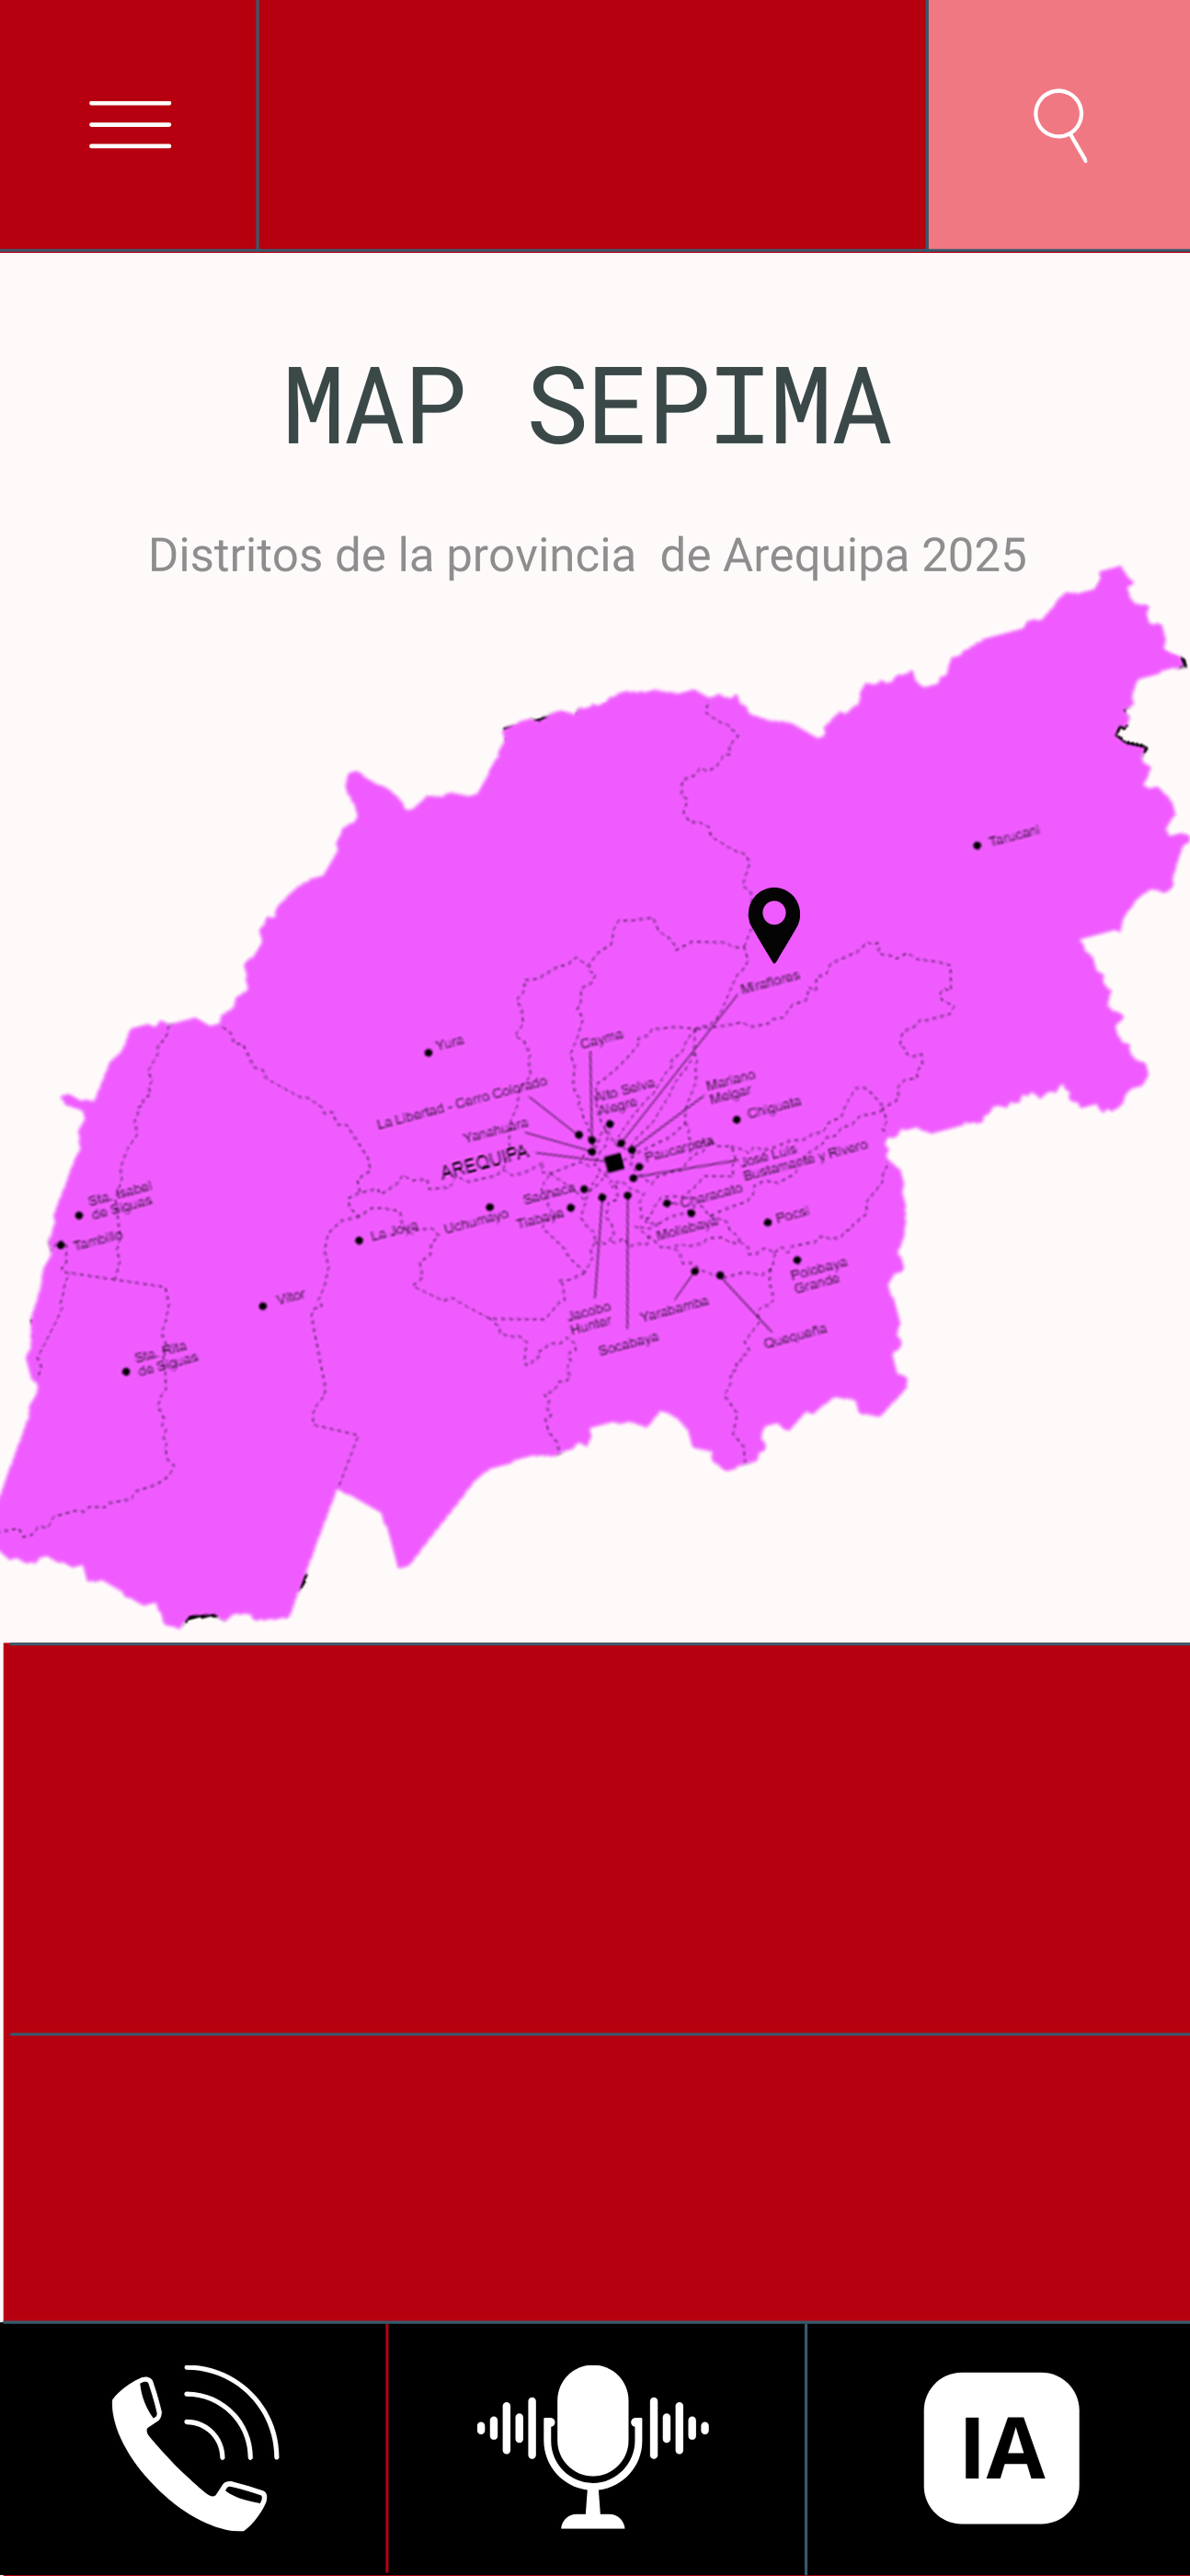 MAP SEPIMA
Distritos de la provincia de Arequipa 2025
Tarucani
Miraflores
Yura
Cayma
La Libertad - Cerro Colorado
Alto Selva
Alegre
Mariano
Melgar
Chiguata
Yanahuara
AREQUIPA
Paucarpata
José Luis
Bustamante y Rivero
Sta. Isabel
de Siguas
Tambillo
La Joya
Uchumayo
Sachaca
Tiabaya
Characato
Mollebaya
Pocsi
Polobaya
Grande
Vitor
Jacobo
Hunter
Yarabamba
Socabaya
Quequeña
Sta. Rita
de Siguas
IA